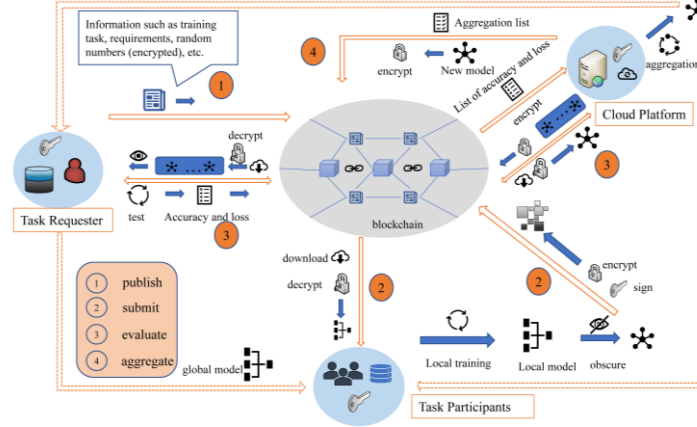 Information such as training
task, requirements, random
numbers (encrypted), etc.
1
4
Aggregation list
encrypt
New model
List of accuracy and loss
encrypt
aggregation
Cloud Platform
3
decrypt
test
Accuracy and loss
3
Task Requester
blockchain
download
decrypt
2
encrypt
sign
2
1 publish
2 submit
3 evaluate
4 aggregate
global model
Local training
Local model
obscure
Task Participants